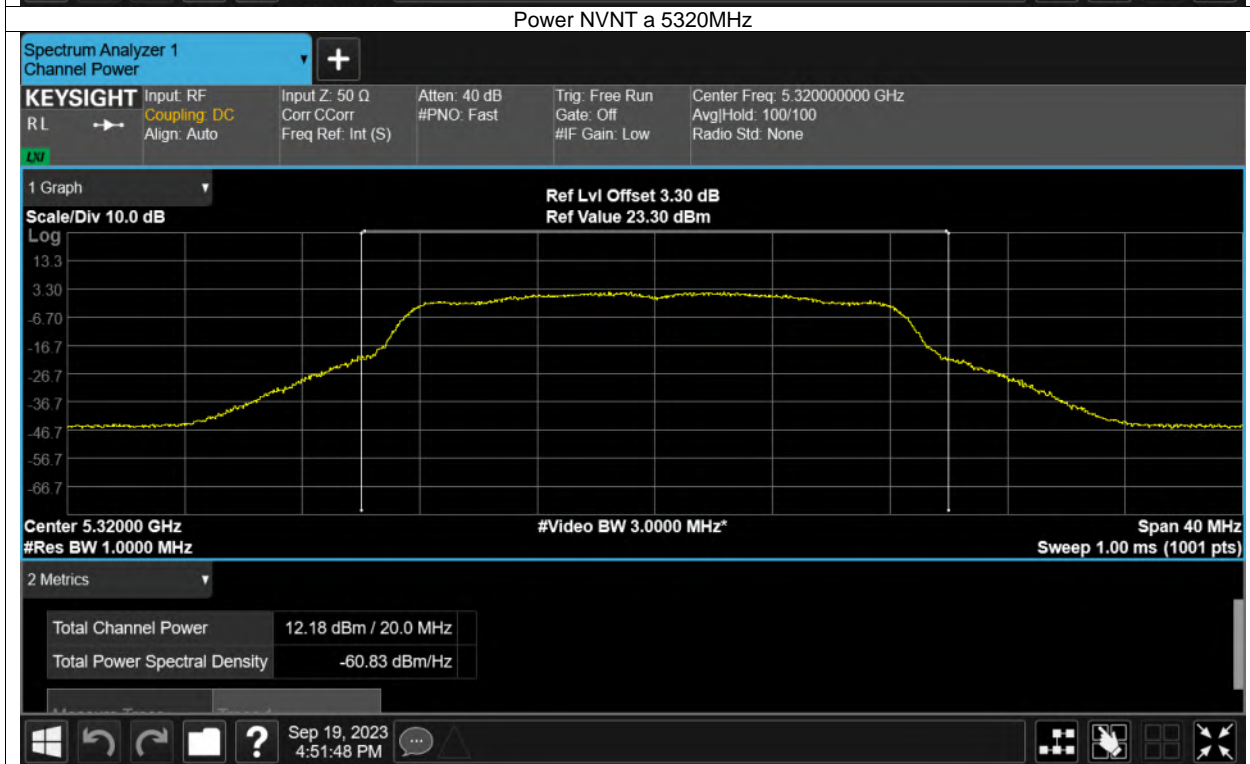 Power NVNT a 5320MHz
Spectrum Analyzer 1
Channel Power
KEYSIGHT
RL
LXI
Input: RF
Coupling: DC
Align: Auto
Input Z: 50 Ω
Corr CCorr
Freq Ref: Int (S)
Atten: 40 dB
#PNO: Fast
Trig: Free Run
Gate: Off
#IF Gain: Low
Center Freq: 5.320000000 GHz
Avg|Hold: 100/100
Radio Std: None
1 Graph
Scale/Div 10.0 dB
Ref Lvl Offset 3.30 dB
Ref Value 23.30 dBm
Log
13.3
3.30
-6.70
-16.7
-26.7
-36.7
-46.7
-56.7
-66.7
Center 5.32000 GHz
#Res BW 1.0000 MHz
#Video BW 3.0000 MHz*
Span 40 MHz
Sweep 1.00 ms (1001 pts)
2 Metrics
Total Channel Power 12.18 dBm / 20.0 MHz
Total Power Spectral Density -60.83 dBm/Hz
Sep 19, 2023
4:51:48 PM